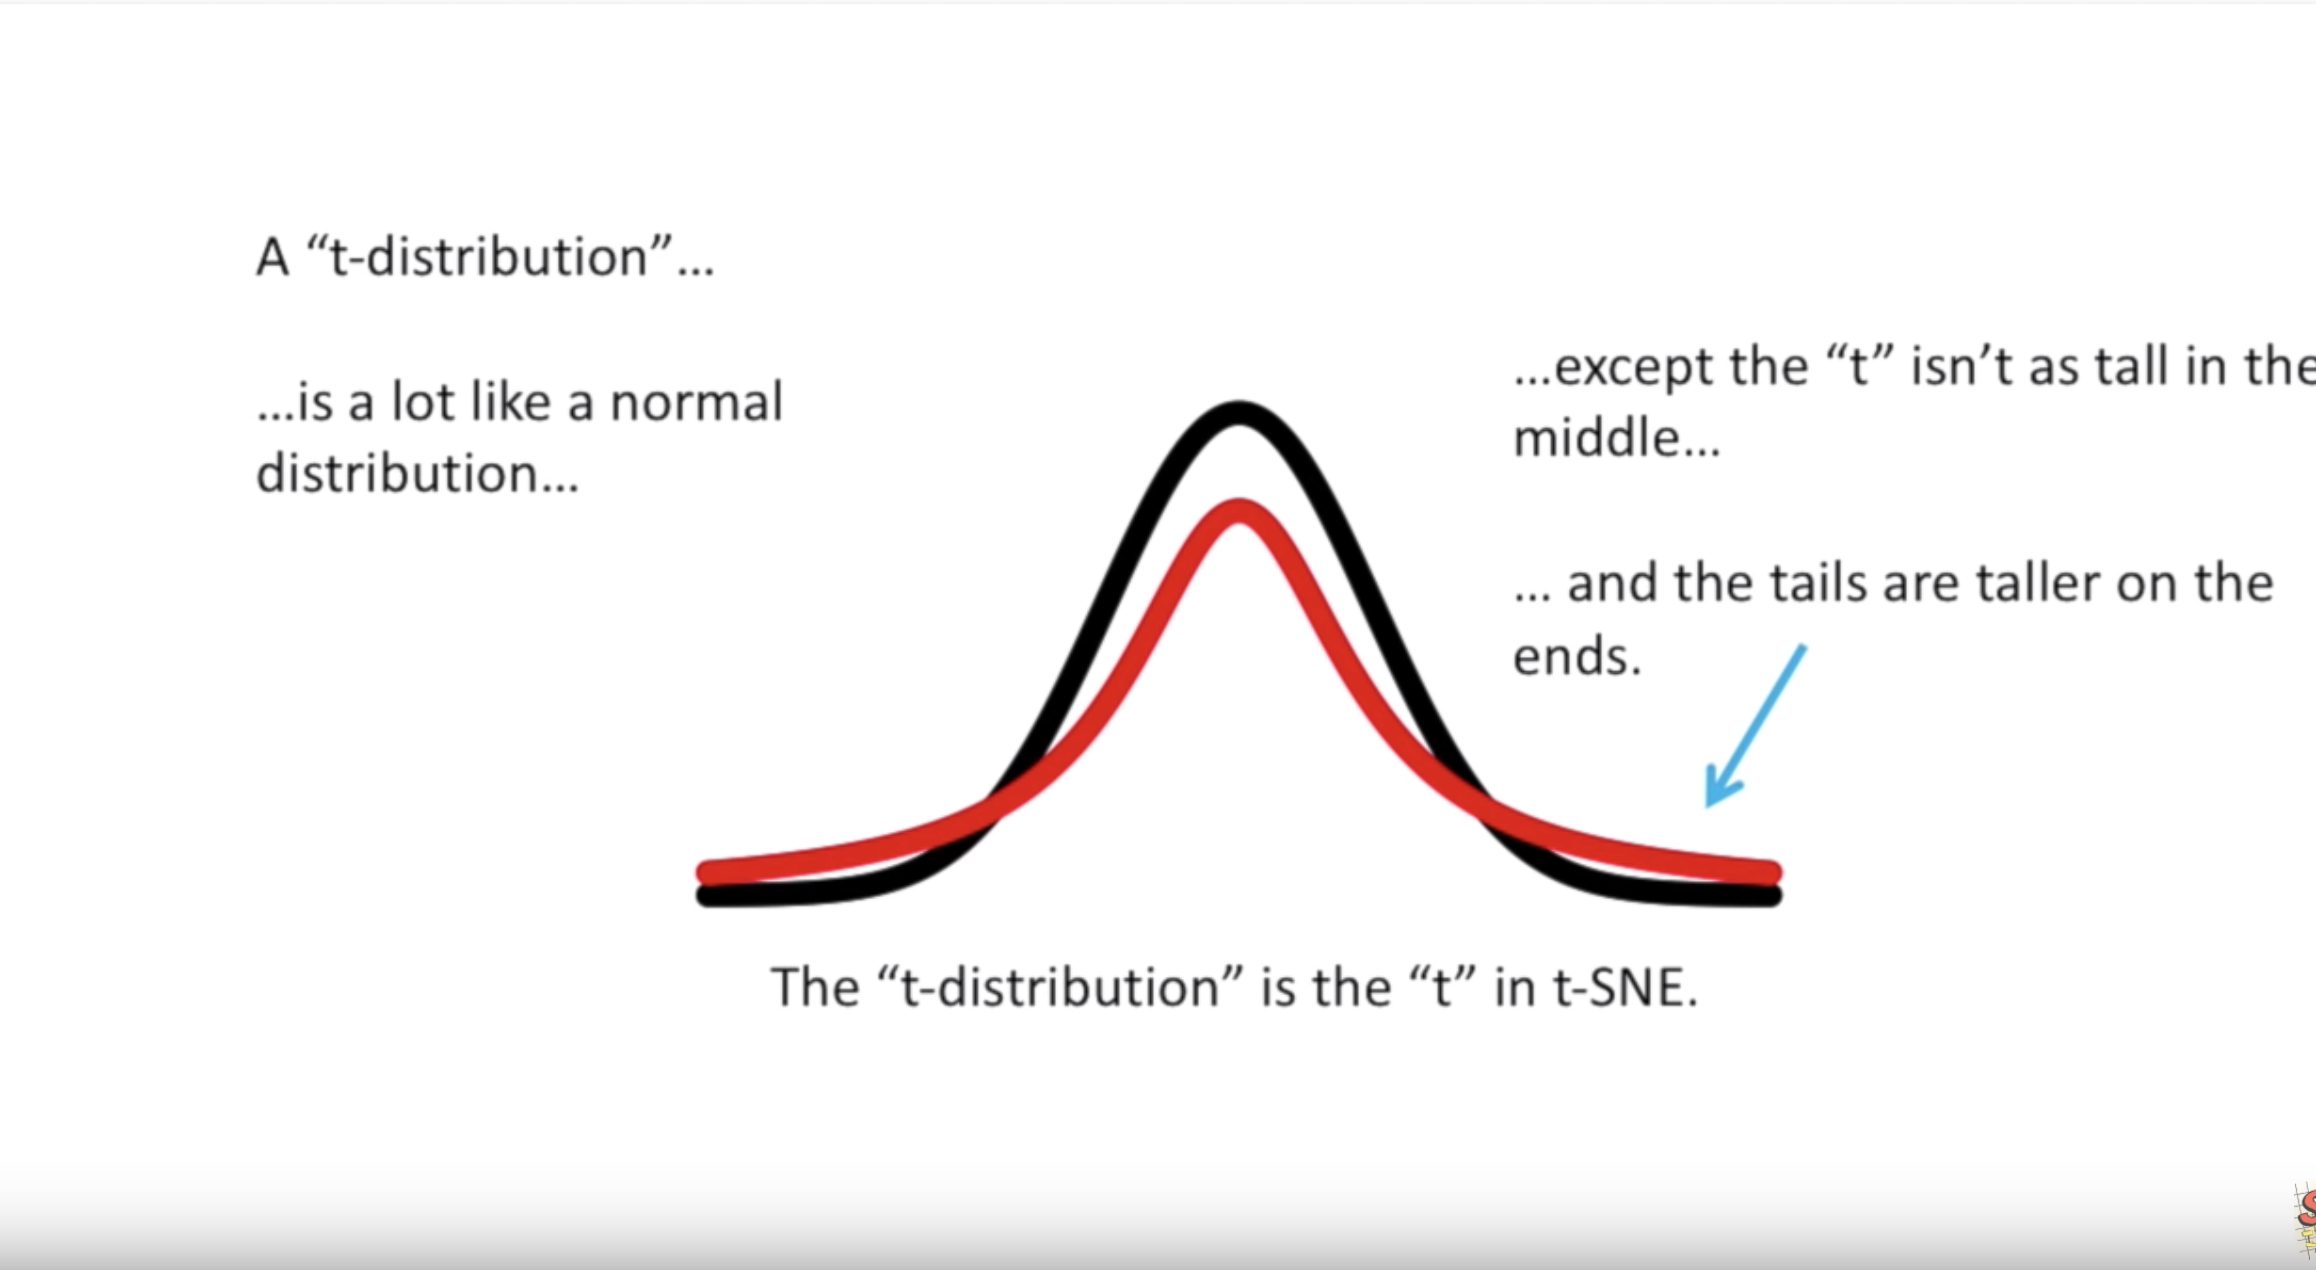 A “t-distribution”...
...is a lot like a normal
distribution...
...except the “t” isn’t as tall in the
middle...
... and the tails are taller on the
ends.
The “t-distribution” is the “t” in t-SNE.